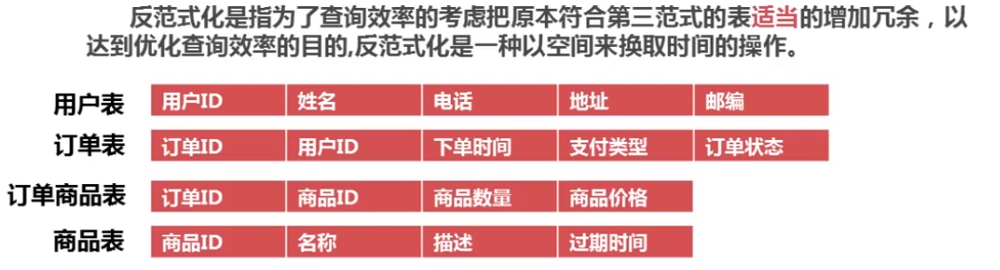 反范式化是指为了查询效率的考虑把原本符合第三范式的表适当的增加冗余，以
达到优化查询效率的目的,反范式化是一种以空间来换取时间的操作。
用户表 用户ID 姓名 电话 地址 邮编
订单表 订单ID 用户ID 下单时间 支付类型 订单状态
订单商品表 订单ID 商品ID 商品数量 商品价格
商品表 商品ID 名称 描述 过期时间